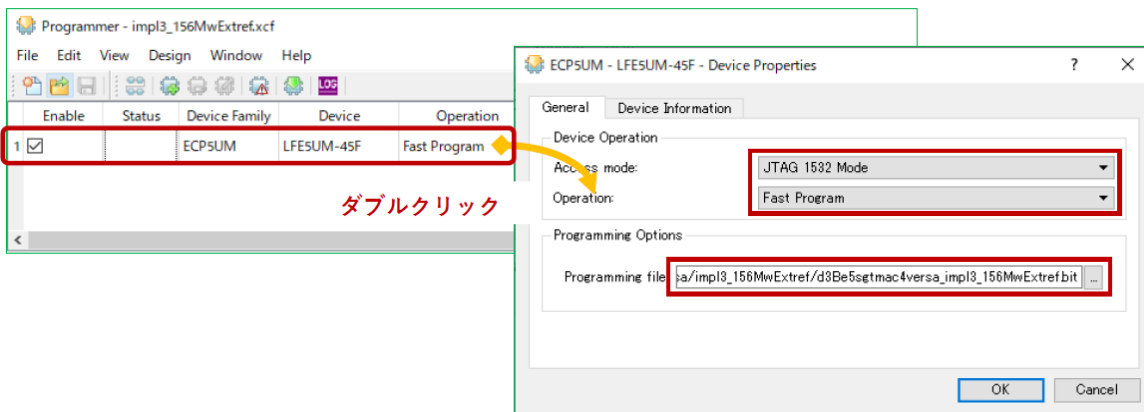 Programmer - impl3_156MwExtref.xcf
File Edit View Design Window Help
LOG
Enable Status Device Family Device Operation
1 ECP5UM LFE5UM-45F Fast Program
ダブルクリック
ECP5UM - LFE5UM-45F - Device Properties
General Device Information
Device Operation
Access mode: JTAG 1532 Mode
Operation: Fast Program
Programming Options
Programming file sa/impl3_156MwExtref/d3Be5sgtmac4versa_impl3_156MwExtref.bit ...
OK Cancel